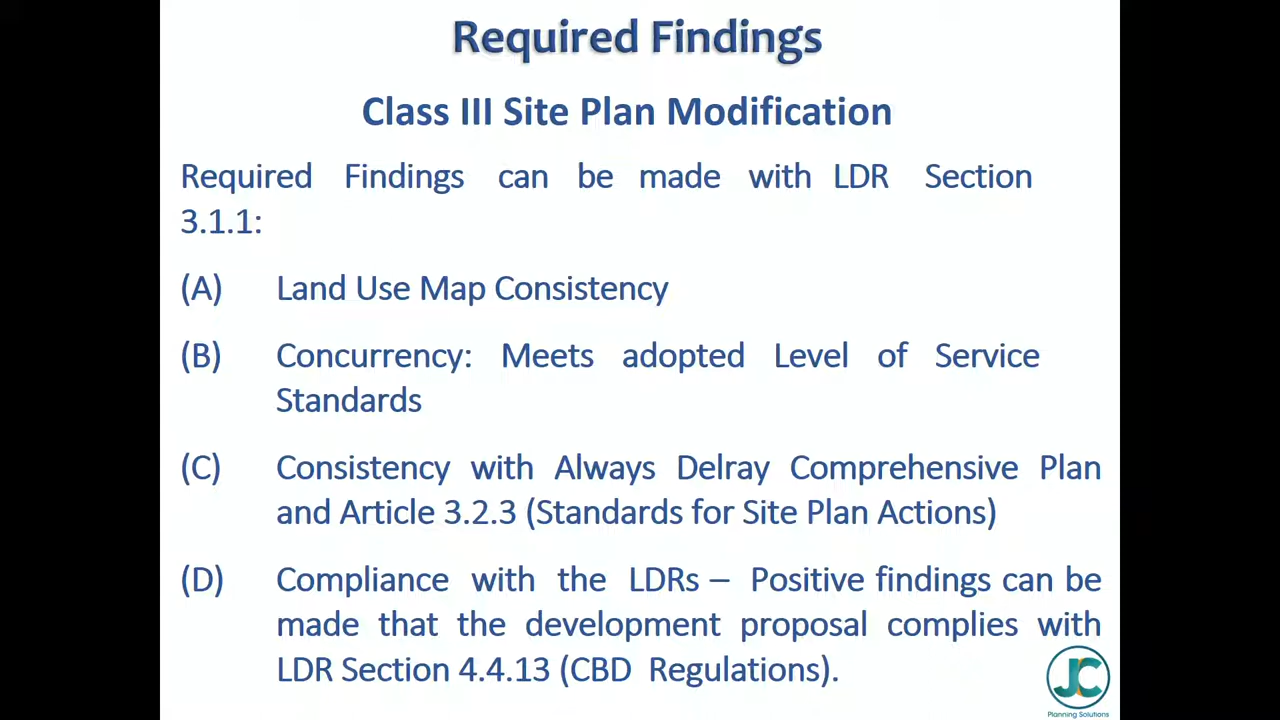 Required Findings
Class III Site Plan Modification
Required Findings can be made with LDR Section
3.1.1:
(A) Land Use Map Consistency
(B) Concurrency: Meets adopted Level of Service
Standards
(C) Consistency with Always Delray Comprehensive Plan
and Article 3.2.3 (Standards for Site Plan Actions)
(D) Compliance with the LDRs – Positive findings can be
made that the development proposal complies with
LDR Section 4.4.13 (CBD Regulations).
JC
Planning Solutions